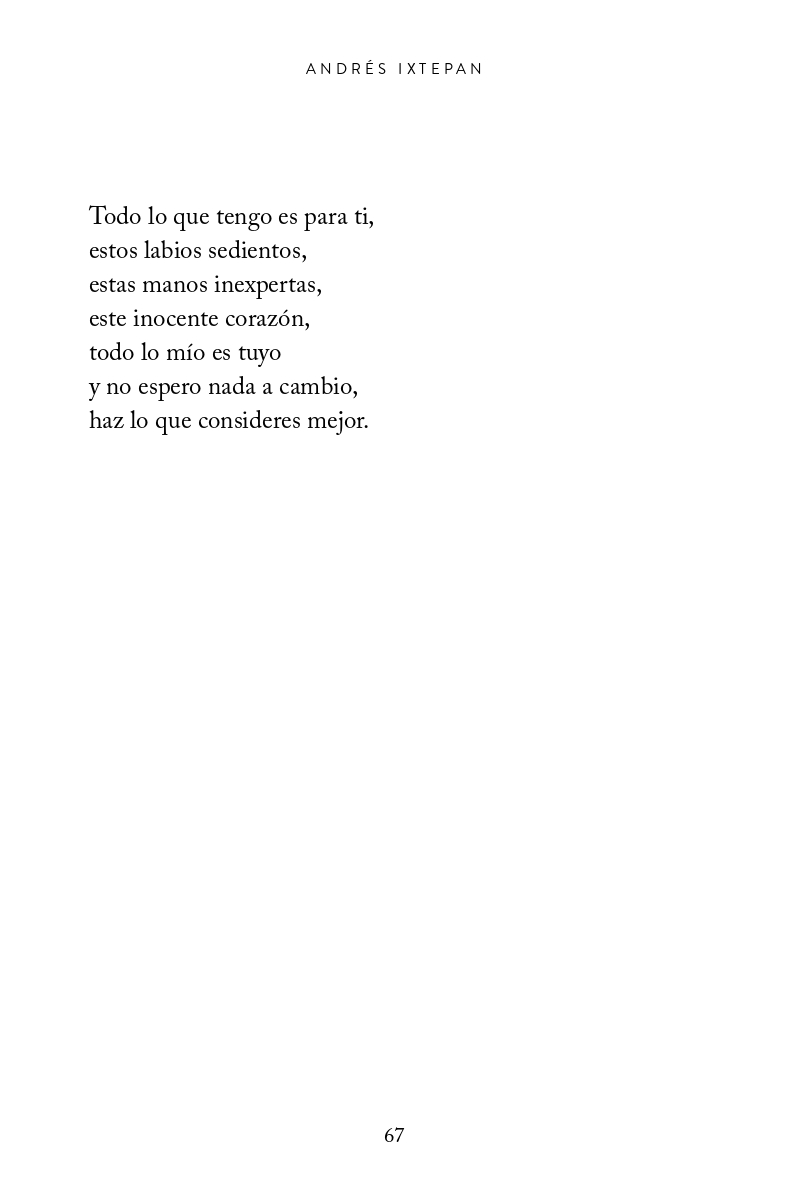 ANDRÉS IXTEPAN
Todo lo que tengo es para ti,
estos labios sedientos,
estas manos inexpertas,
este inocente corazón,
todo lo mío es tuyo
y no espero nada a cambio,
haz lo que consideres mejor.
67